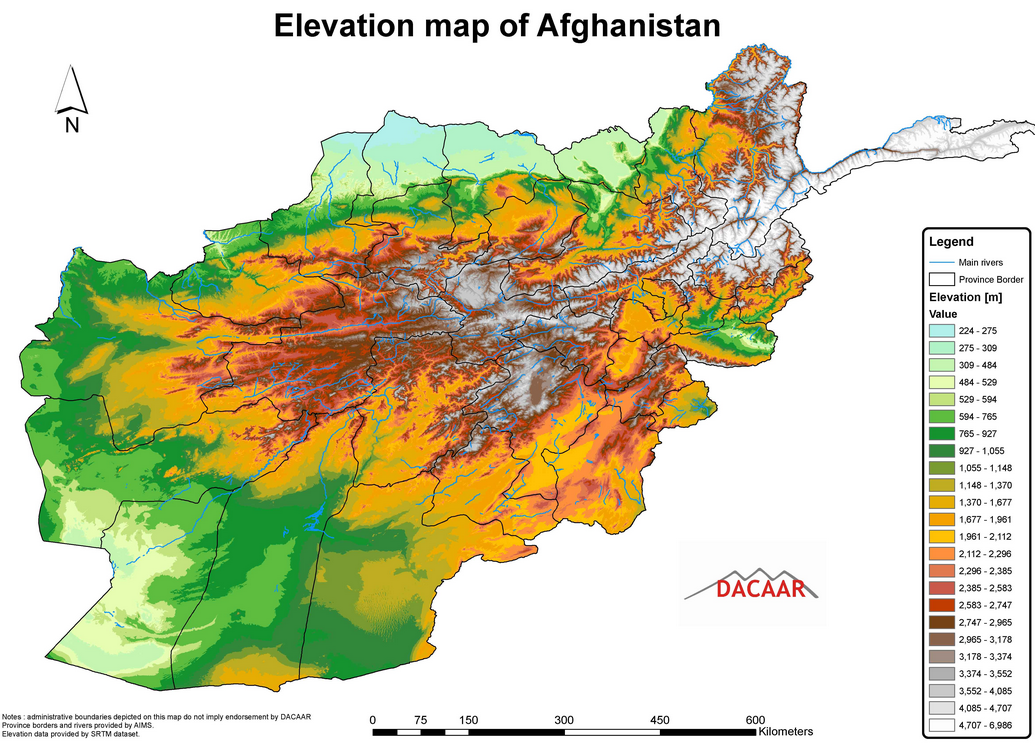 Elevation map of Afghanistan
N
Legend
Main rivers
Province Border
Elevation [m]
Value
224 - 275
275 - 309
309 - 484
484 - 529
529 - 594
594 - 765
765 - 927
927 - 1,055
1,055 - 1,148
1,148 - 1,370
1,370 - 1,677
1,677 - 1,961
1,961 - 2,112
2,112 - 2,296
2,296 - 2,385
2,385 - 2,583
2,583 - 2,747
2,747 - 2,965
2,965 - 3,178
3,178 - 3,374
3,374 - 3,552
3,552 - 4,085
4,085 - 4,707
4,707 - 6,986
DACAAR
Notes : administrative boundaries depicted on this map do not imply endorsement by DACAAR
Province borders and rivers provided by AIMS.
Elevation data provided by SRTM dataset.
0 75 150 300 450 600
Kilometers